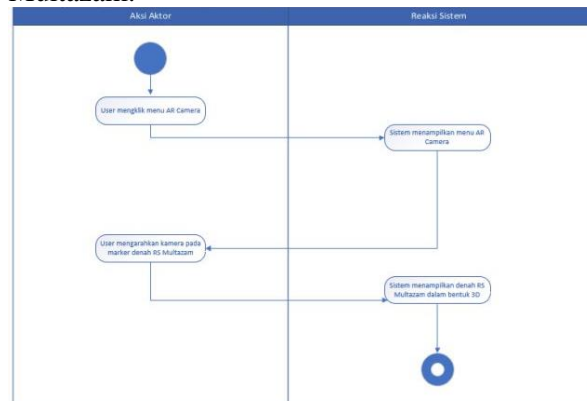 Aksi Aktor
Reaksi Sistem
User mengklik menu AR Camera
Sistem menampilkan menu AR
Camera
User mengarahkan kamera pada
marker denah RS Multazam
Sistem menampilkan denah RS
Multazam dalam bentuk 3D